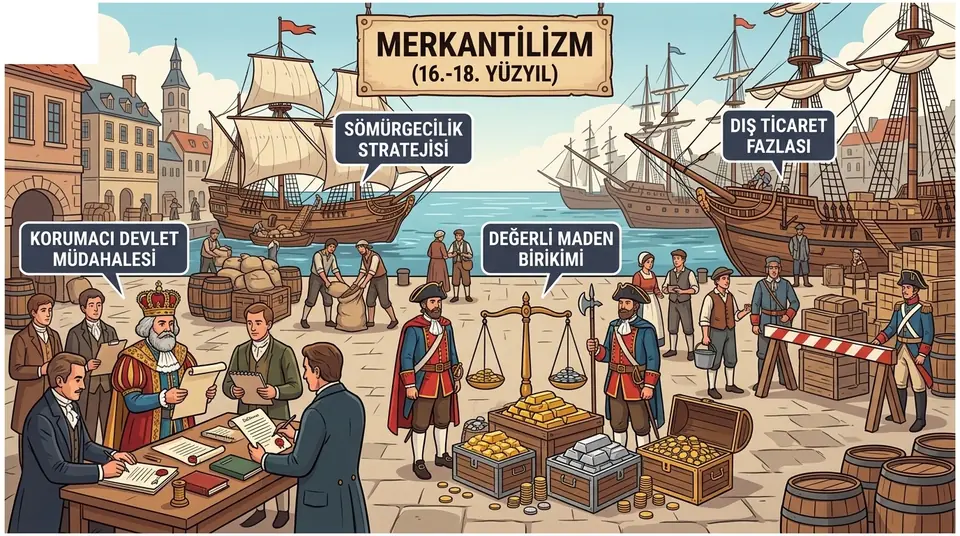 MERKANTİLİZM
(16.-18. YÜZYIL)
SÖMÜRGECİLİK
STRATEJİSİ
DIŞ TİCARET
FAZLASI
KORUMACI DEVLET
MÜDAHALESİ
DEĞERLİ MADEN
BİRİKİMİ